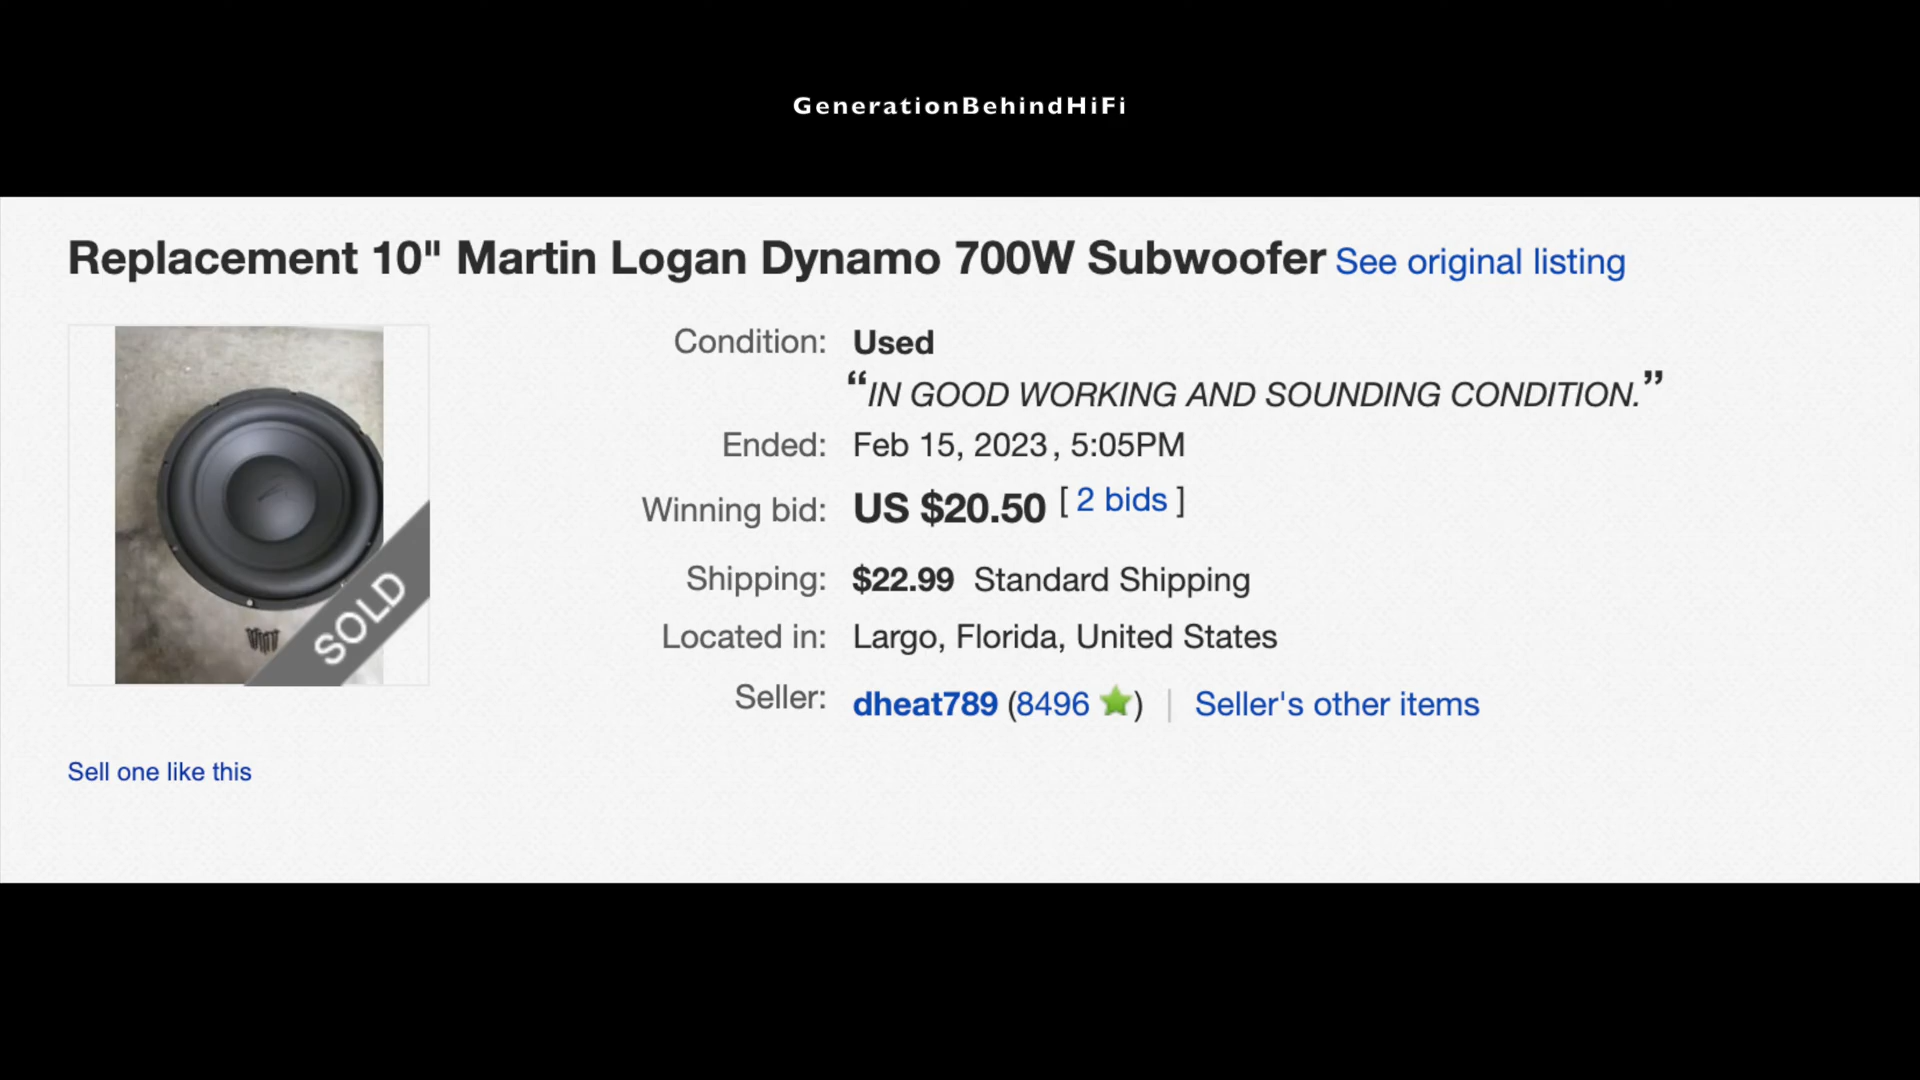 GenerationBehindHiFi
Replacement 10" Martin Logan Dynamo 700W Subwoofer See original listing
Condition: Used
“IN GOOD WORKING AND SOUNDING CONDITION.”
Ended: Feb 15, 2023, 5:05PM
Winning bid: US $20.50 [ 2 bids ]
Shipping: $22.99 Standard Shipping
Located in: Largo, Florida, United States
Seller: dheat789 (8496 ) | Seller's other items
SOLD
Sell one like this